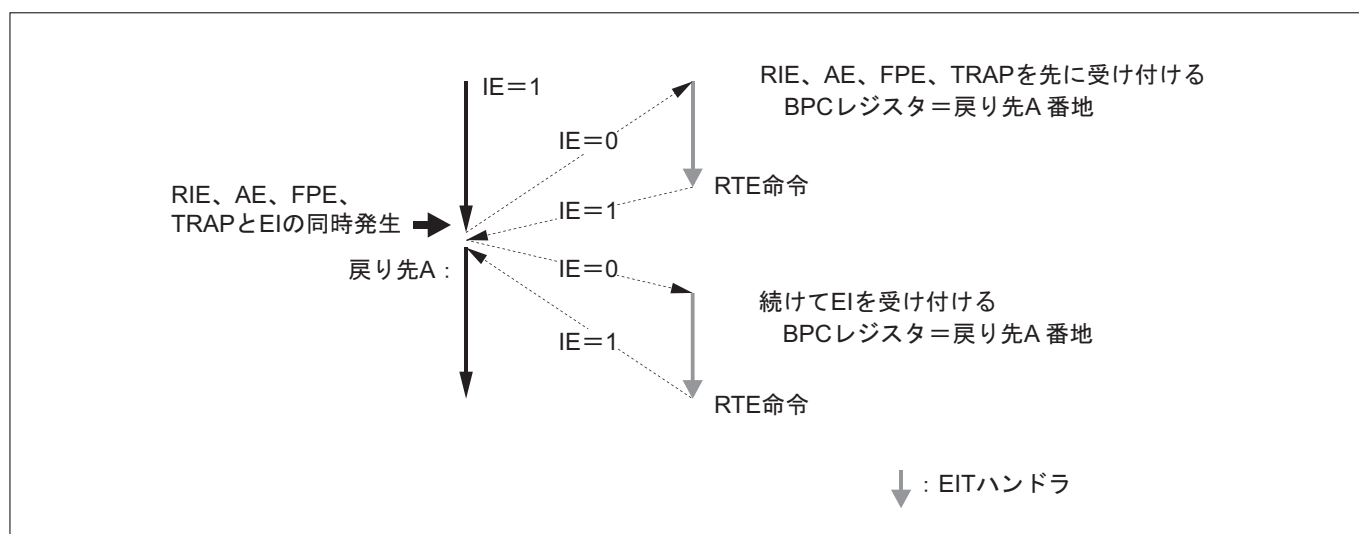 IE＝1
RIE、AE、FPE、TRAPを先に受け付ける
BPCレジスタ＝戻り先A 番地
IE＝0
RTE命令
RIE、AE、FPE、
TRAPとEIの同時発生
IE＝1
戻り先A：
IE＝0
続けてEIを受け付ける
BPCレジスタ＝戻り先A 番地
IE＝1
RTE命令
：EITハンドラ